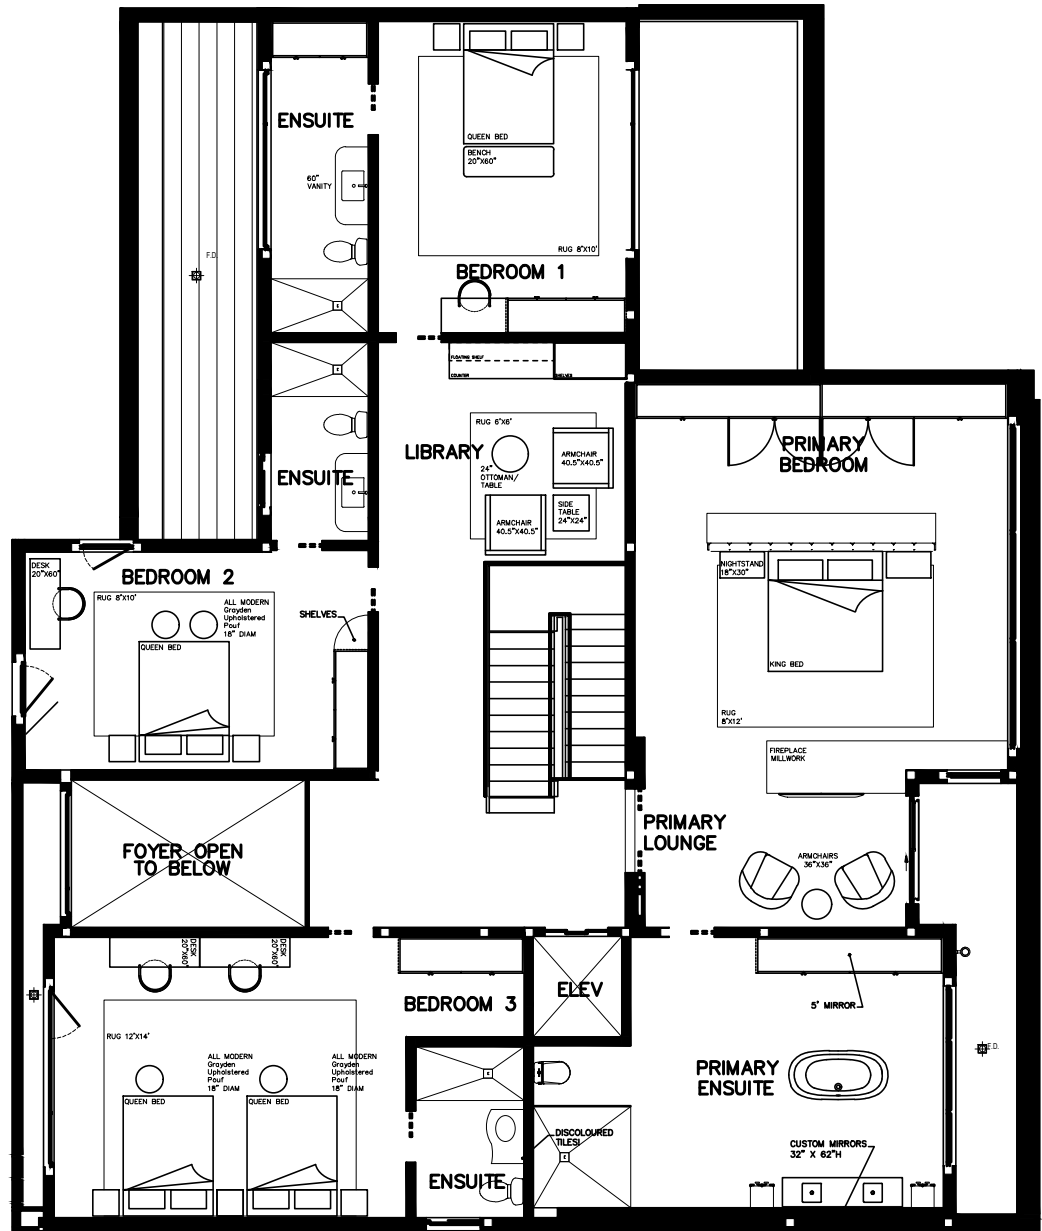 ENSUITE
QUEEN BED
BENCH
20"X60"
60"
VANITY
F.D.
RUG 8'X10'
BEDROOM 1
FLOATING SHELF
COUNTER
SHELVES
RUG 6'X6'
LIBRARY
ARMCHAIR
40.5"X40.5"
24"
OTTOMAN/
TABLE
PRIMARY
BEDROOM
ENSUITE
SIDE
TABLE
24"X24"
ARMCHAIR
40.5"X40.5"
DESK
20"X60"
BEDROOM 2
RUG 8'X10'
ALL MODERN
Grayden
Upholstered
Pouf
18" DIAM
SHELVES
QUEEN BED
NIGHTSTAND
18"X30"
KING BED
RUG
8'X12'
FIREPLACE
MILLWORK
PRIMARY
LOUNGE
ARMCHAIRS
36"X36"
FOYER OPEN
TO BELOW
DESK
20"X60"
DESK
20"X60"
BEDROOM 3
ELEV
5' MIRROR
RUG 12'X14'
ALL MODERN
Grayden
Upholstered
Pouf
18" DIAM
ALL MODERN
Grayden
Upholstered
Pouf
18" DIAM
F.D.
PRIMARY
ENSUITE
QUEEN BED
QUEEN BED
DISCOLOURED
TILES!
CUSTOM MIRRORS
32" X 62"H
ENSUITE